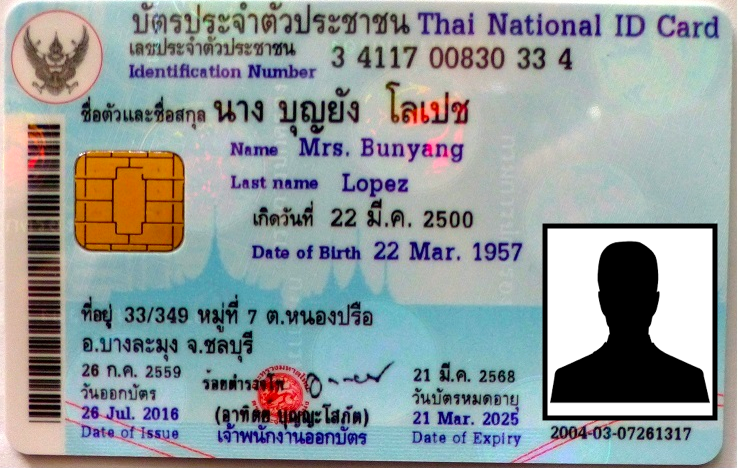 บัตรประจำตัวประชาชน Thai National ID Card
เลขประจำตัวประชาชน 3 4117 00830 33 4
Identification Number
ชื่อตัวและชื่อสกุล นาง บุญยัง โลเปซ
Name Mrs. Bunyang
Last name Lopez
เกิดวันที่ 22 มี.ค. 2500
Date of Birth 22 Mar. 1957
ที่อยู่ 33/349 หมู่ที่ 7 ต.หนองปรือ
อ.บางละมุง จ.ชลบุรี
26 ก.ค. 2559
วันออกบัตร
26 Jul. 2016
Date of Issue
ร้อยตำรวจโท
(อาทิตย์ บุญญะโสภัต)
เจ้าพนักงานออกบัตร
21 มี.ค. 2568
วันบัตรหมดอายุ
21 Mar. 2025
Date of Expiry
2004-03-07261317